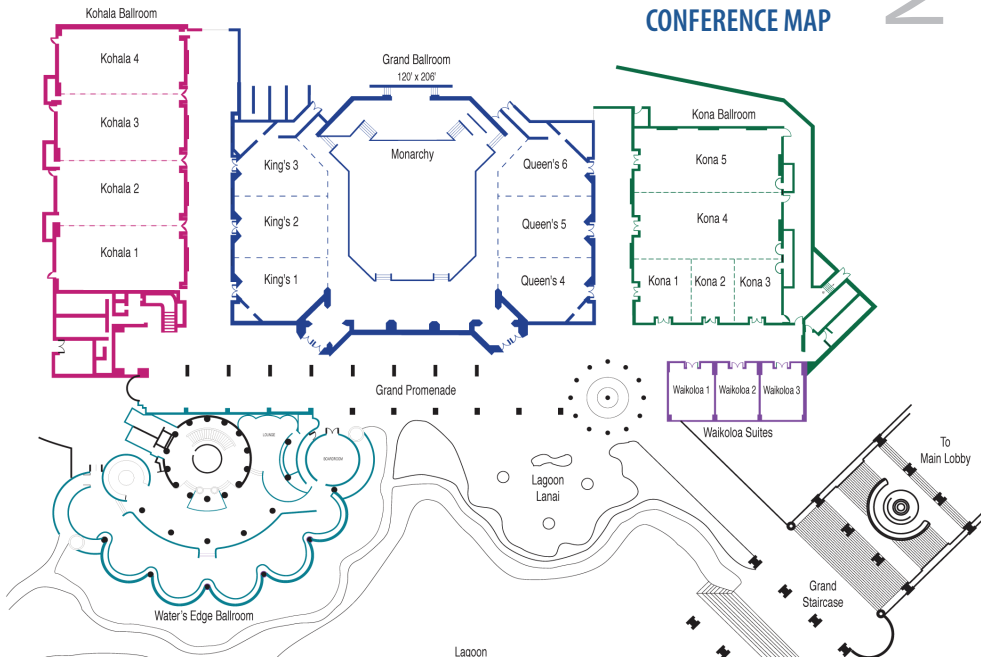 Kohala Ballroom
CONFERENCE MAP
Kohala 4
Grand Ballroom
120' x 206'
Kona Ballroom
Kohala 3
Monarchy
King's 3
Queen's 6
Kona 5
Kohala 2
King's 2
Queen's 5
Kona 4
Kohala 1
King's 1
Queen's 4
Kona 1
Kona 2
Kona 3
Grand Promenade
Waikoloa 1
Waikoloa 2
Waikoloa 3
Waikoloa Suites
LOUNGE
BOARDROOM
To
Main Lobby
Lagoon
Lanai
Grand
Staircase
Water's Edge Ballroom
Lagoon